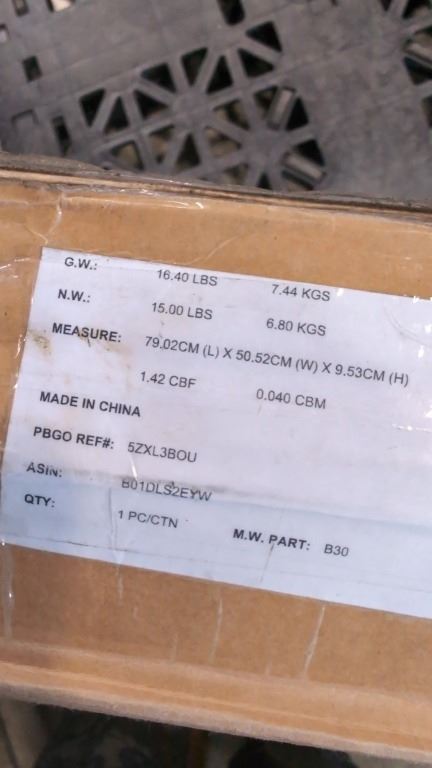 G.W.: 16.40 LBS 7.44 KGS
N.W.: 15.00 LBS 6.80 KGS
MEASURE: 79.02CM (L) X 50.52CM (W) X 9.53CM (H)
1.42 CBF 0.040 CBM
MADE IN CHINA
PBGO REF#: 5ZXL3BOU
ASIN: B01DLS2EYW
QTY: 1 PC/CTN M.W. PART: B30